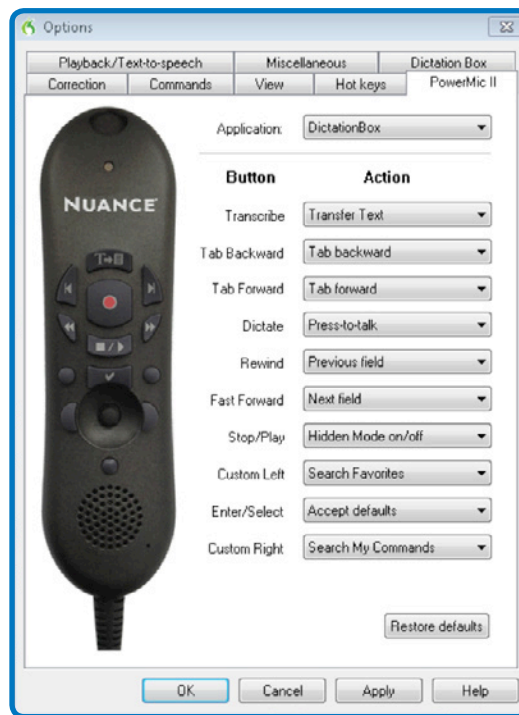 Options
Playback/Text-to-speech Miscellaneous Dictation Box
Correction Commands View Hot keys PowerMic II
Application: DictationBox
Button Action
NUANCE
Transcribe Transfer Text
Tab Backward Tab backward
Tab Forward Tab forward
Dictate Press-to-talk
Rewind Previous field
Fast Forward Next field
Stop/Play Hidden Mode on/off
Custom Left Search Favorites
Enter/Select Accept defaults
Custom Right Search My Commands
Restore defaults
OK Cancel Apply Help